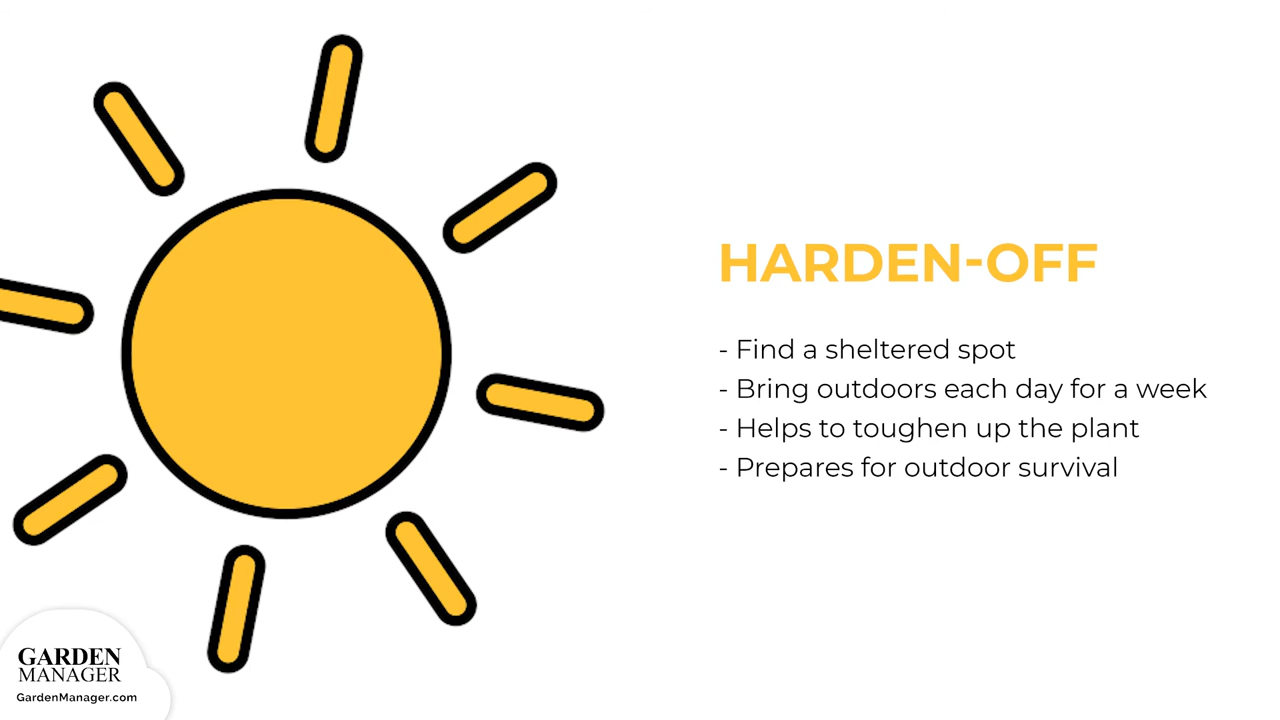 HARDEN-OFF
- Find a sheltered spot
- Bring outdoors each day for a week
- Helps to toughen up the plant
- Prepares for outdoor survival
GARDEN
MANAGER
GardenManager.com